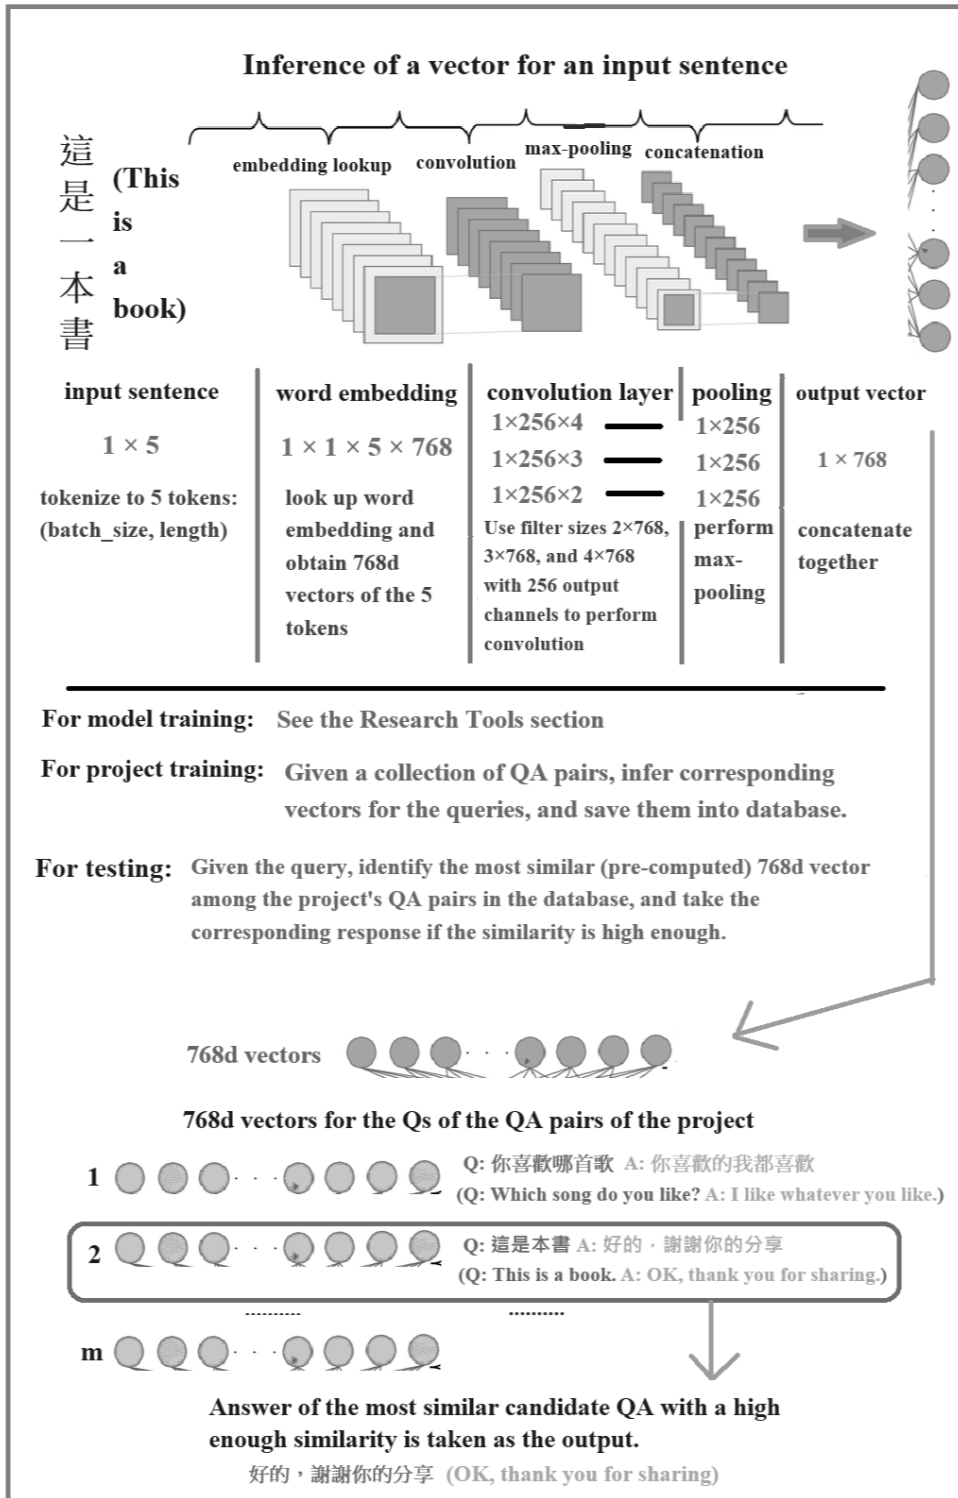 Inference of a vector for an input sentence
embedding lookup
convolution
max-pooling
concatenation
這是一本書
(This
is
a
book)
input sentence
1 × 5
tokenize to 5 tokens:
(batch_size, length)
word embedding
1 × 1 × 5 × 768
look up word
embedding and
obtain 768d
vectors of the 5
tokens
convolution layer
1×256×4
1×256×3
1×256×2
Use filter sizes 2×768,
3×768, and 4×768
with 256 output
channels to perform
convolution
pooling
1×256
1×256
1×256
perform
max-
pooling
output vector
1 × 768
concatenate
together
For model training: See the Research Tools section
For project training: Given a collection of QA pairs, infer corresponding
vectors for the queries, and save them into database.
For testing: Given the query, identify the most similar (pre-computed) 768d vector
among the project's QA pairs in the database, and take the
corresponding response if the similarity is high enough.
768d vectors
768d vectors for the Qs of the QA pairs of the project
1
Q: 你喜歡哪首歌 A: 你喜歡的我都喜歡
(Q: Which song do you like? A: I like whatever you like.)
2
Q: 這是本書 A: 好的，謝謝你的分享
(Q: This is a book. A: OK, thank you for sharing.)
m
Answer of the most similar candidate QA with a high
enough similarity is taken as the output.
好的，謝謝你的分享 (OK, thank you for sharing)